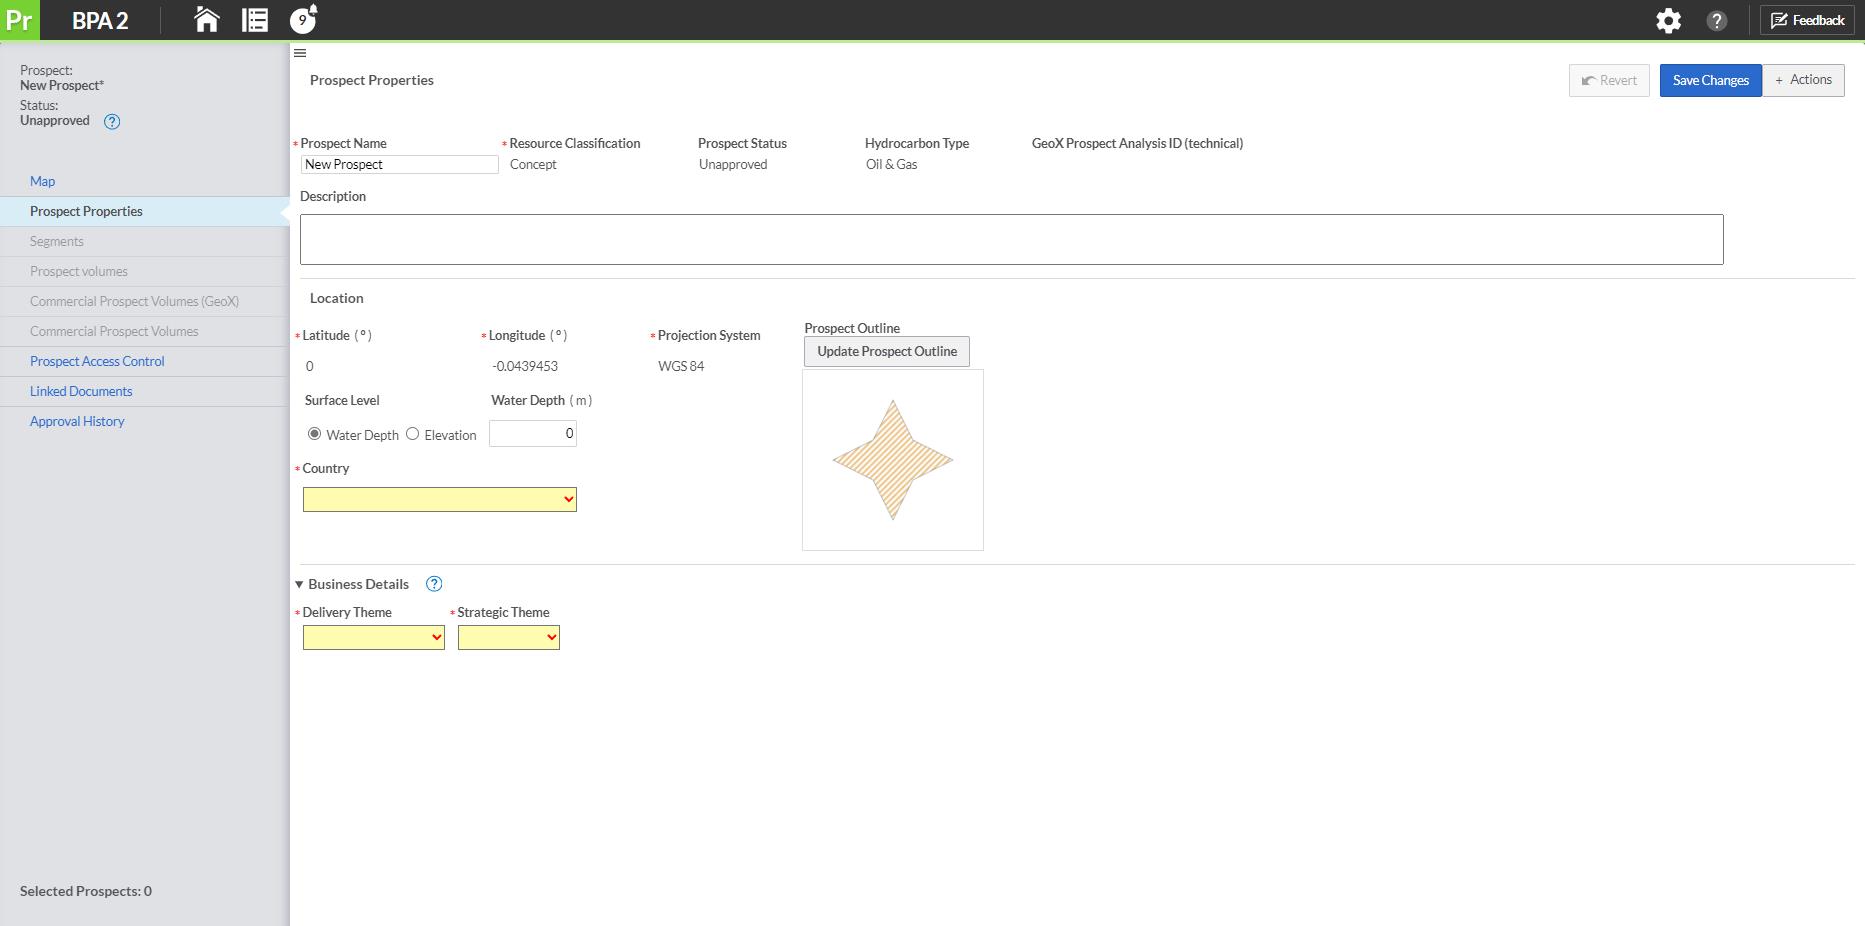 Pr BPA 2 9 ? Feedback
Prospect:
New Prospect*
Status:
Unapproved ?
Map
Prospect Properties
Segments
Prospect volumes
Commercial Prospect Volumes (GeoX)
Commercial Prospect Volumes
Prospect Access Control
Linked Documents
Approval History
Selected Prospects: 0
Prospect Properties Revert Save Changes + Actions
* Prospect Name * Resource Classification Prospect Status Hydrocarbon Type GeoX Prospect Analysis ID (technical)
New Prospect Concept Unapproved Oil & Gas
Description
Location
* Latitude (°) * Longitude (°) * Projection System Prospect Outline
Update Prospect Outline
0 -0.0439453 WGS 84
Surface Level Water Depth (m)
Water Depth Elevation 0
* Country
Business Details ?
* Delivery Theme * Strategic Theme